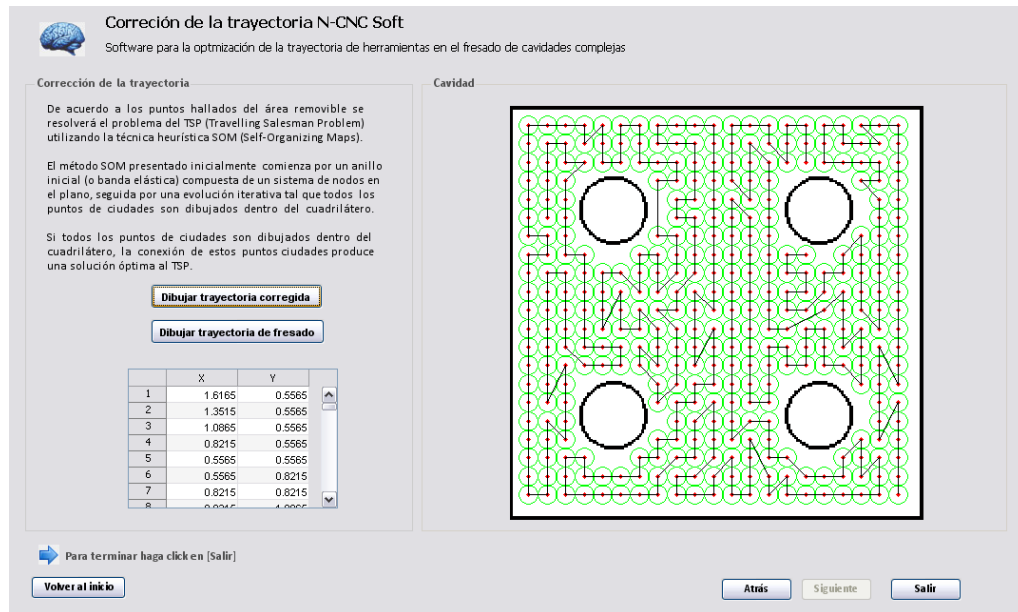 Correción de la trayectoria N-CNC Soft
Software para la optmización de la trayectoria de herramientas en el fresado de cavidades complejas
Corrección de la trayectoria
De acuerdo a los puntos hallados del área removible se
resolverá el problema del TSP (Travelling Salesman Problem)
utilizando la técnica heurística SOM (Self-Organizing Maps).
El método SOM presentado inicialmente comienza por un anillo
inicial (o banda elástica) compuesta de un sistema de nodos en
el plano, seguida por una evolución iterativa tal que todol los
puntos de ciudades son dibujados dentro del cuadrilátero.
Si todos los puntos de ciudades son dibujados dentro del
cuadrilátero, la conexión de estos puntos ciudades produce
una solución óptima al TSP.
Dibujar trayectoria corregida
Dibujar trayectoria de fresado
X Y
1 1.6165 0.5565
2 1.3515 0.5565
3 1.0865 0.5565
4 0.8215 0.5565
5 0.5565 0.5565
6 0.5565 0.8215
7 0.8215 0.8215
Cavidad
Para terminar haga click en [Salir]
Volver al inicio
Atrás
Siguiente
Salir